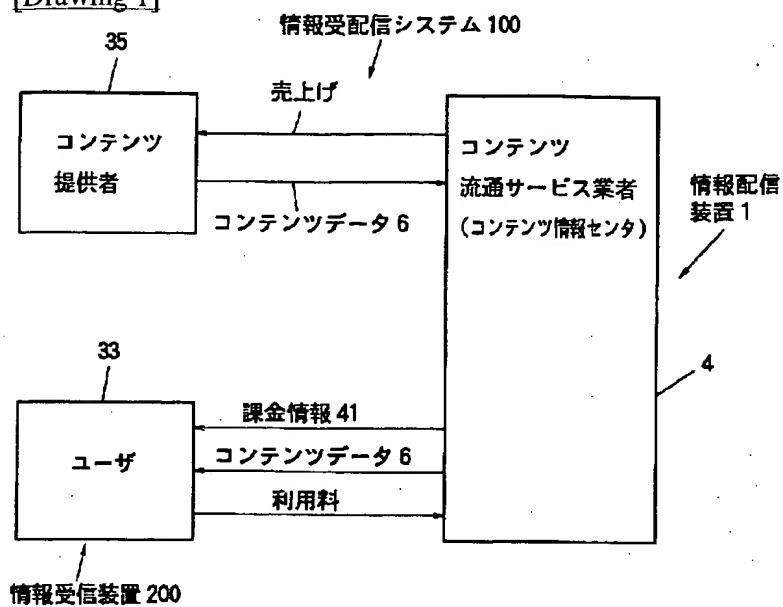 [Drawing 1]
情報受配信システム 100
35
売上げ
コンテンツ
提供者
コンテンツデータ 6
コンテンツ
流通サービス業者
(コンテンツ情報センタ)
情報配信
装置 1
4
33
課金情報 41
ユーザ
コンテンツデータ 6
利用料
情報受信装置 200